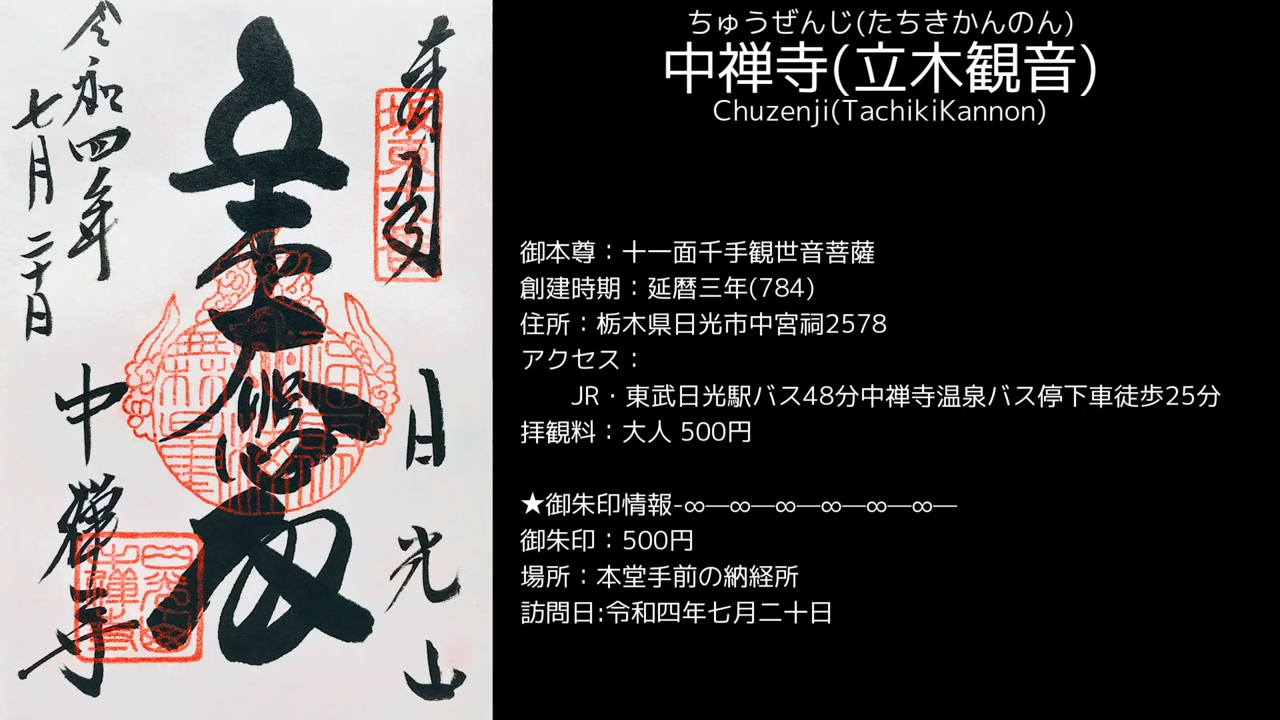 奉拝
日光山
中禪寺
令和四年
七月二十日
ちゅうぜんじ(たちきかんのん)
中禅寺(立木観音)
Chuzenji(TachikiKannon)
御本尊：十一面千手観世音菩薩
創建時期：延暦三年(784)
住所：栃木県日光市中宮祠2578
アクセス：
JR・東武日光駅バス48分中禅寺温泉バス停下車徒歩25分
拝観料：大人 500円
★御朱印情報-∞—∞—∞—∞—∞—∞—
御朱印：500円
場所：本堂手前の納経所
訪問日:令和四年七月二十日